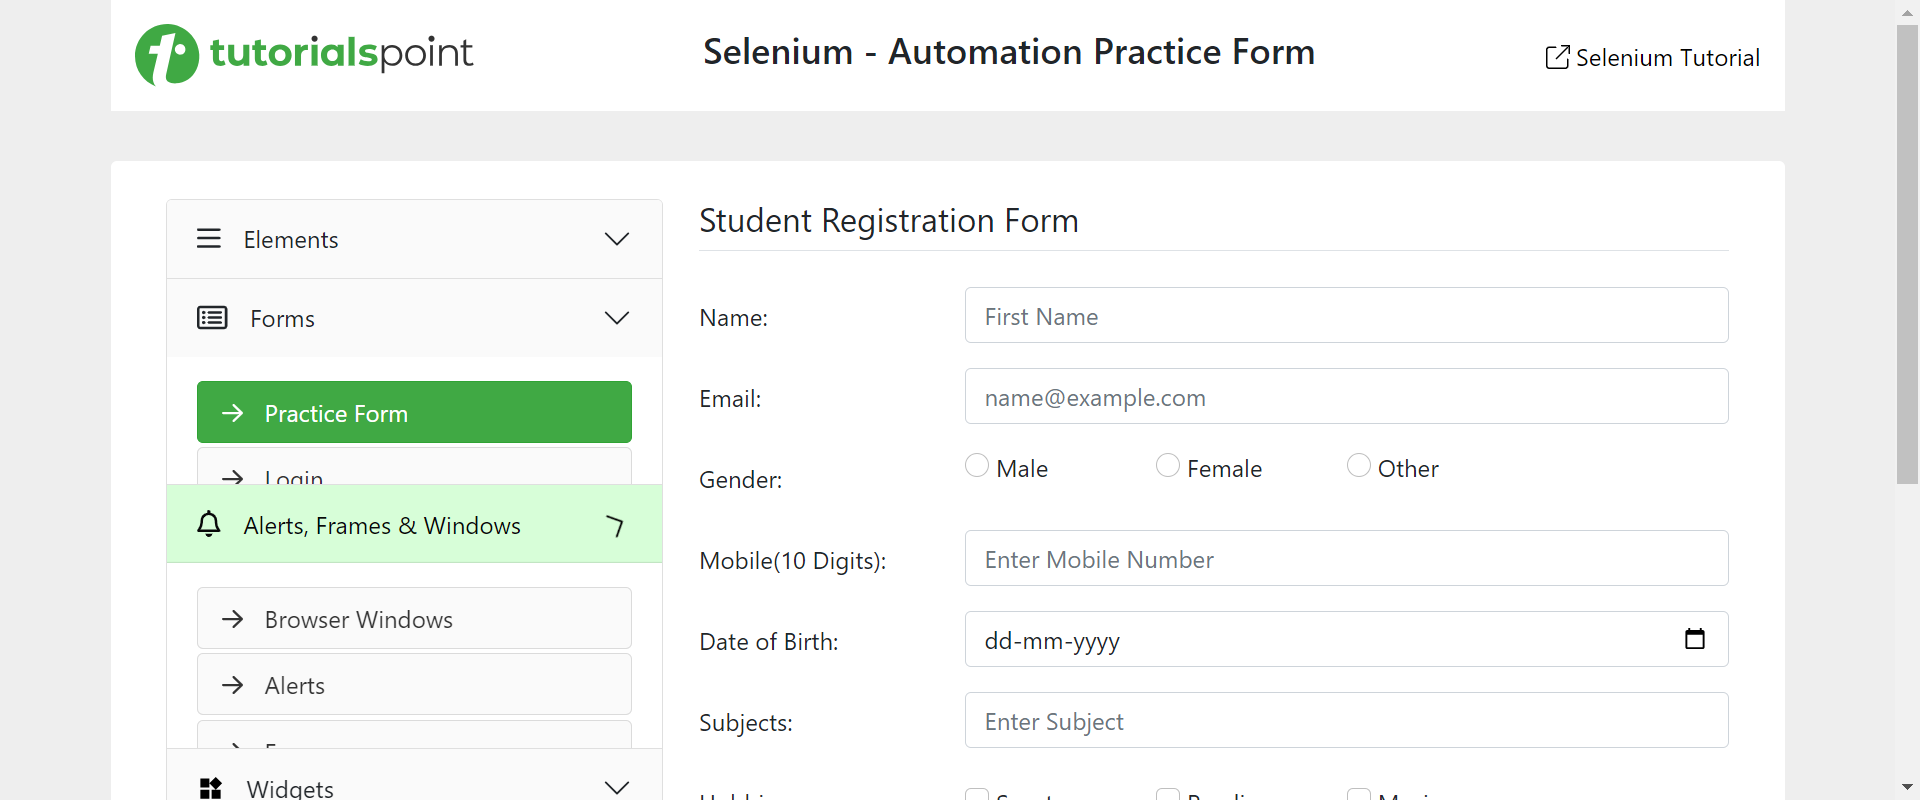 tutorialspoint
Selenium - Automation Practice Form
Selenium Tutorial
Elements
Forms
Practice Form
Login
Alerts, Frames & Windows
Browser Windows
Alerts
Widgets
Student Registration Form
Name:
First Name
Email:
name@example.com
Gender:
Male
Female
Other
Mobile(10 Digits):
Enter Mobile Number
Date of Birth:
dd-mm-yyyy
Subjects:
Enter Subject